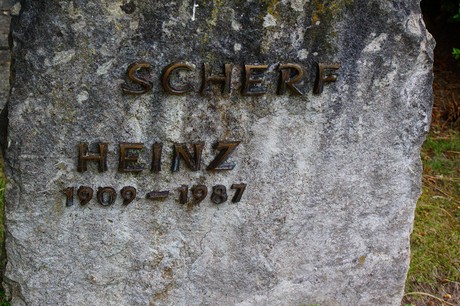 SCHERF
HEINZ
1909 – 1987